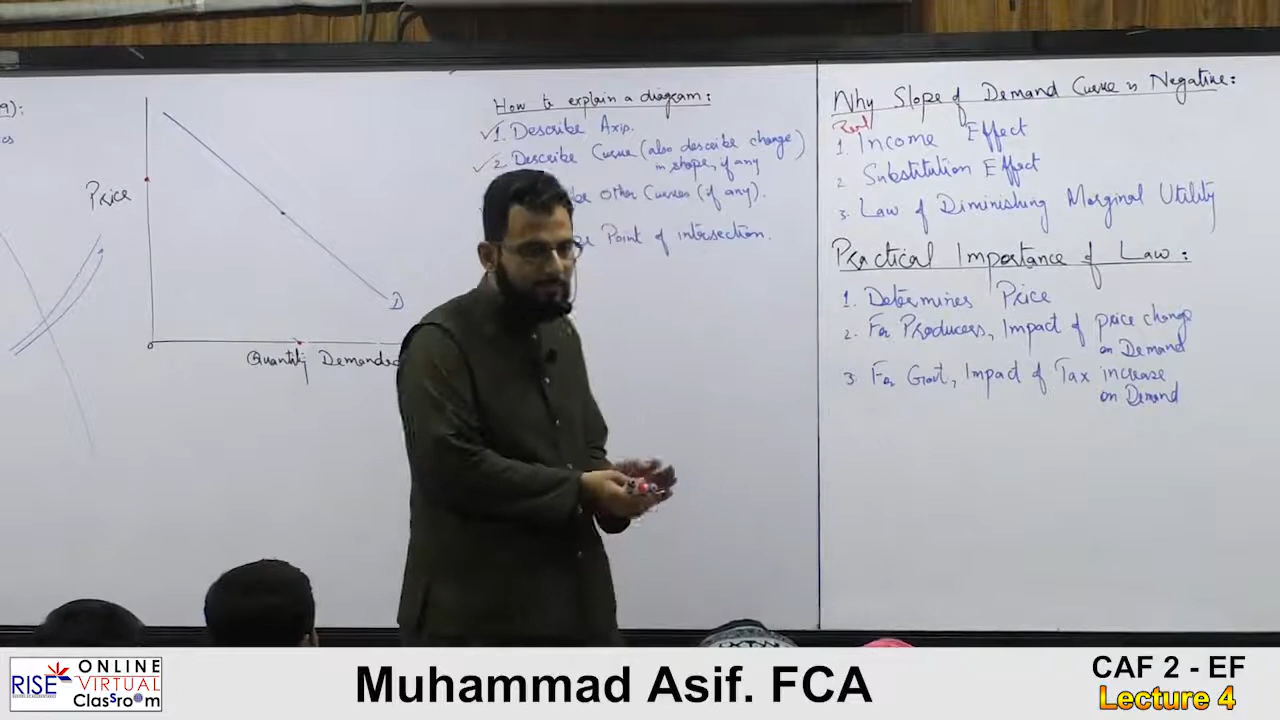 9):
cs
Price
D
0
Quantity Demanded
How to explain a diagram:
1. Describe Axis.
2. Describe Curve (also describe change)
in shape, if any
other Curves (if any).
Point of intersection.
Why Slope of Demand Curve is Negative:
Real
1. Income Effect
2. Substitution Effect
3. Law of Diminishing Marginal Utility
Practical Importance of Law:
1. Determines Price
2. For Producers, Impact of price change
on Demand
3. For Govt, Impact of Tax increase
on Demand
RISE
ONLINE
VIRTUAL
Classroom
Muhammad Asif. FCA
CAF 2 - EF
Lecture 4